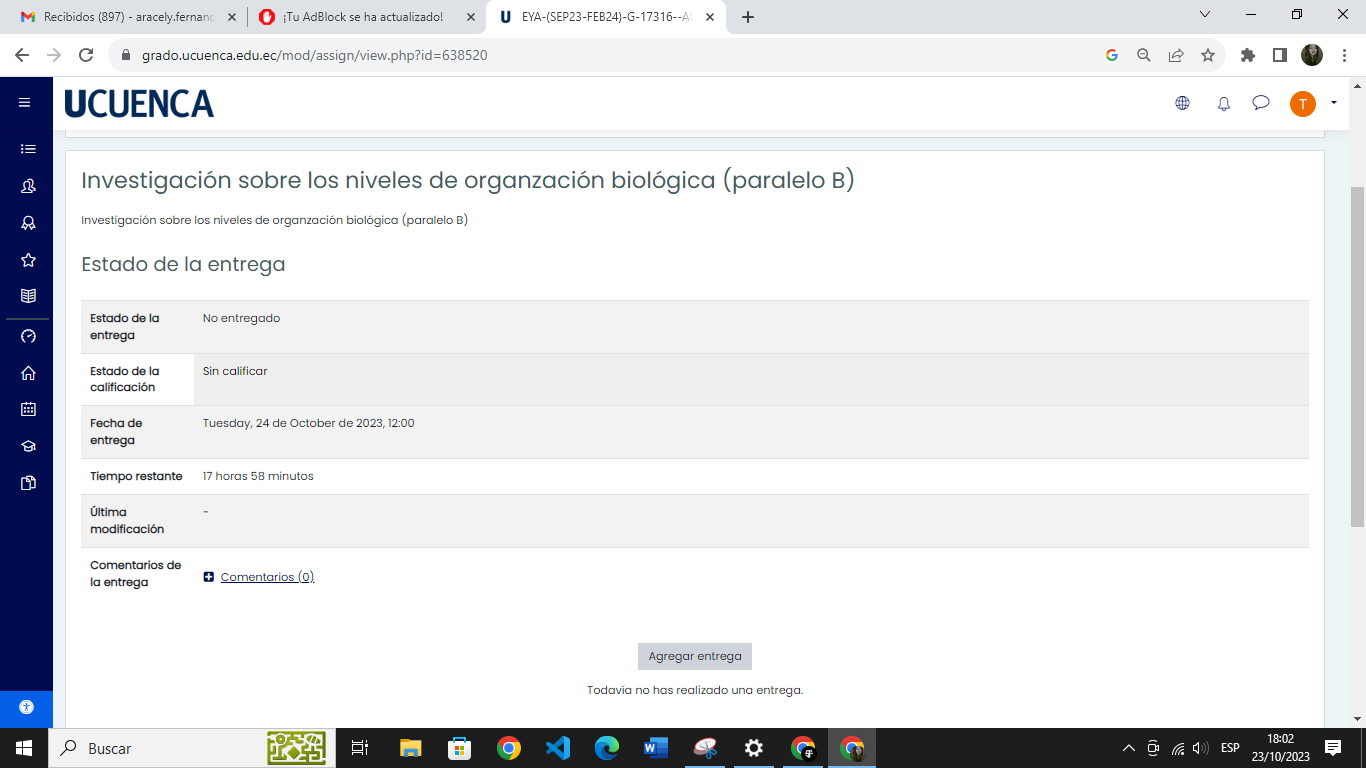 Recibidos (897) - aracely.fernanc
¡Tu AdBlock se ha actualizado!
EYA-(SEP23-FEB24)-G-17316--A
grado.ucuenca.edu.ec/mod/assign/view.php?id=638520
UCUENCA
T
Investigación sobre los niveles de organzación biológica (paralelo B)
Investigación sobre los niveles de organzación biológica (paralelo B)
Estado de la entrega
Estado de la entrega
No entregado
Estado de la calificación
Sin calificar
Fecha de entrega
Tuesday, 24 de October de 2023, 12:00
Tiempo restante
17 horas 58 minutos
Última modificación
-
Comentarios de la entrega
Comentarios (0)
Agregar entrega
Todavía no has realizado una entrega.
Buscar
ESP
18:02
23/10/2023